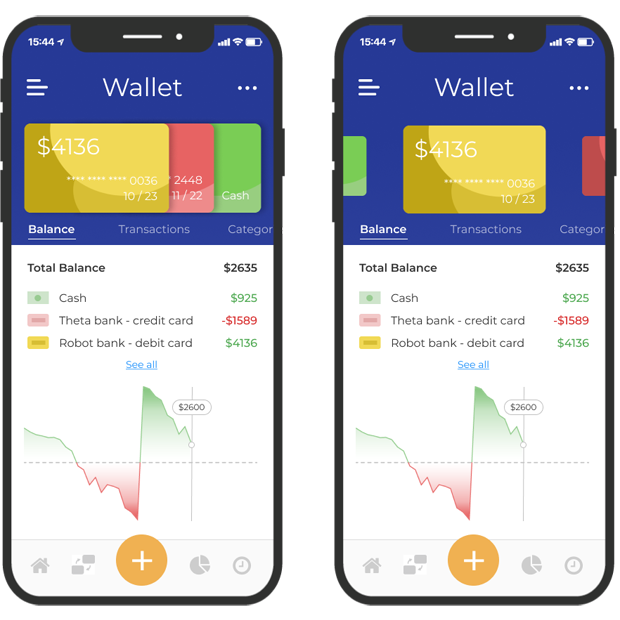 15:44
Wallet
$4136
**** **** **** 0036
10 / 23
* 2448
11 / 22
Cash
Balance
Transactions
Categor
Total Balance $2635
Cash $925
Theta bank - credit card -$1589
Robot bank - debit card $4136
See all
$2600
15:44
Wallet
$4136
**** **** **** 0036
10 / 23
Balance
Transactions
Categor
Total Balance $2635
Cash $925
Theta bank - credit card -$1589
Robot bank - debit card $4136
See all
$2600